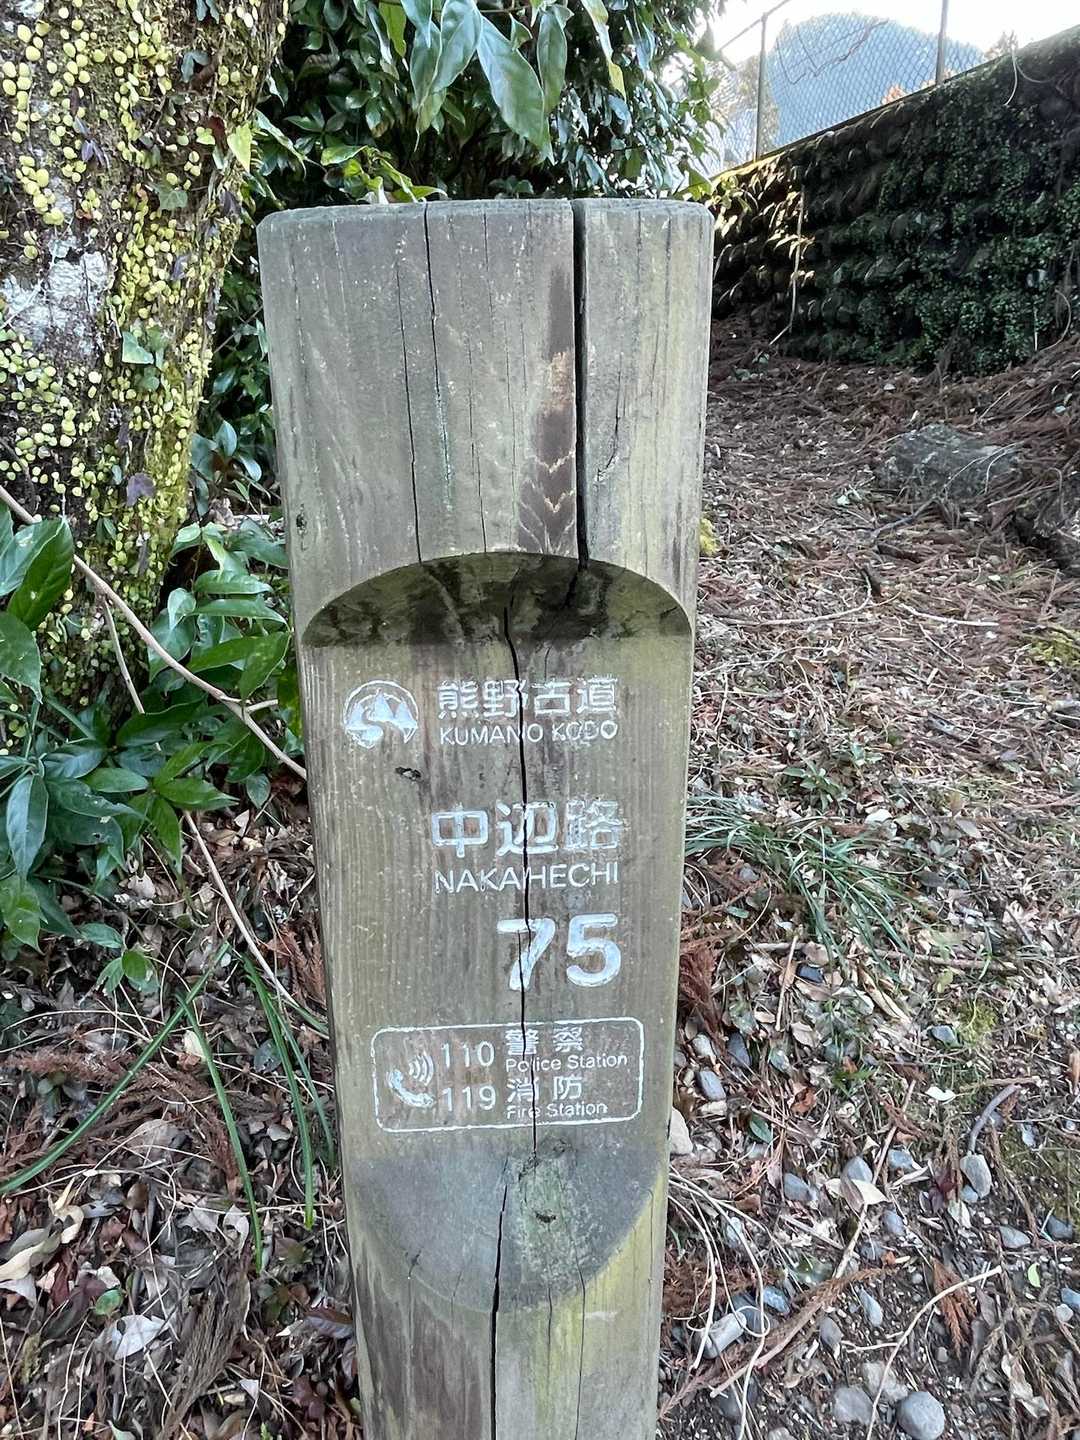 熊野古道
KUMANO KODO
中辺路
NAKAHECHI
75
110 警察
Police Station
119 消防
Fire Station